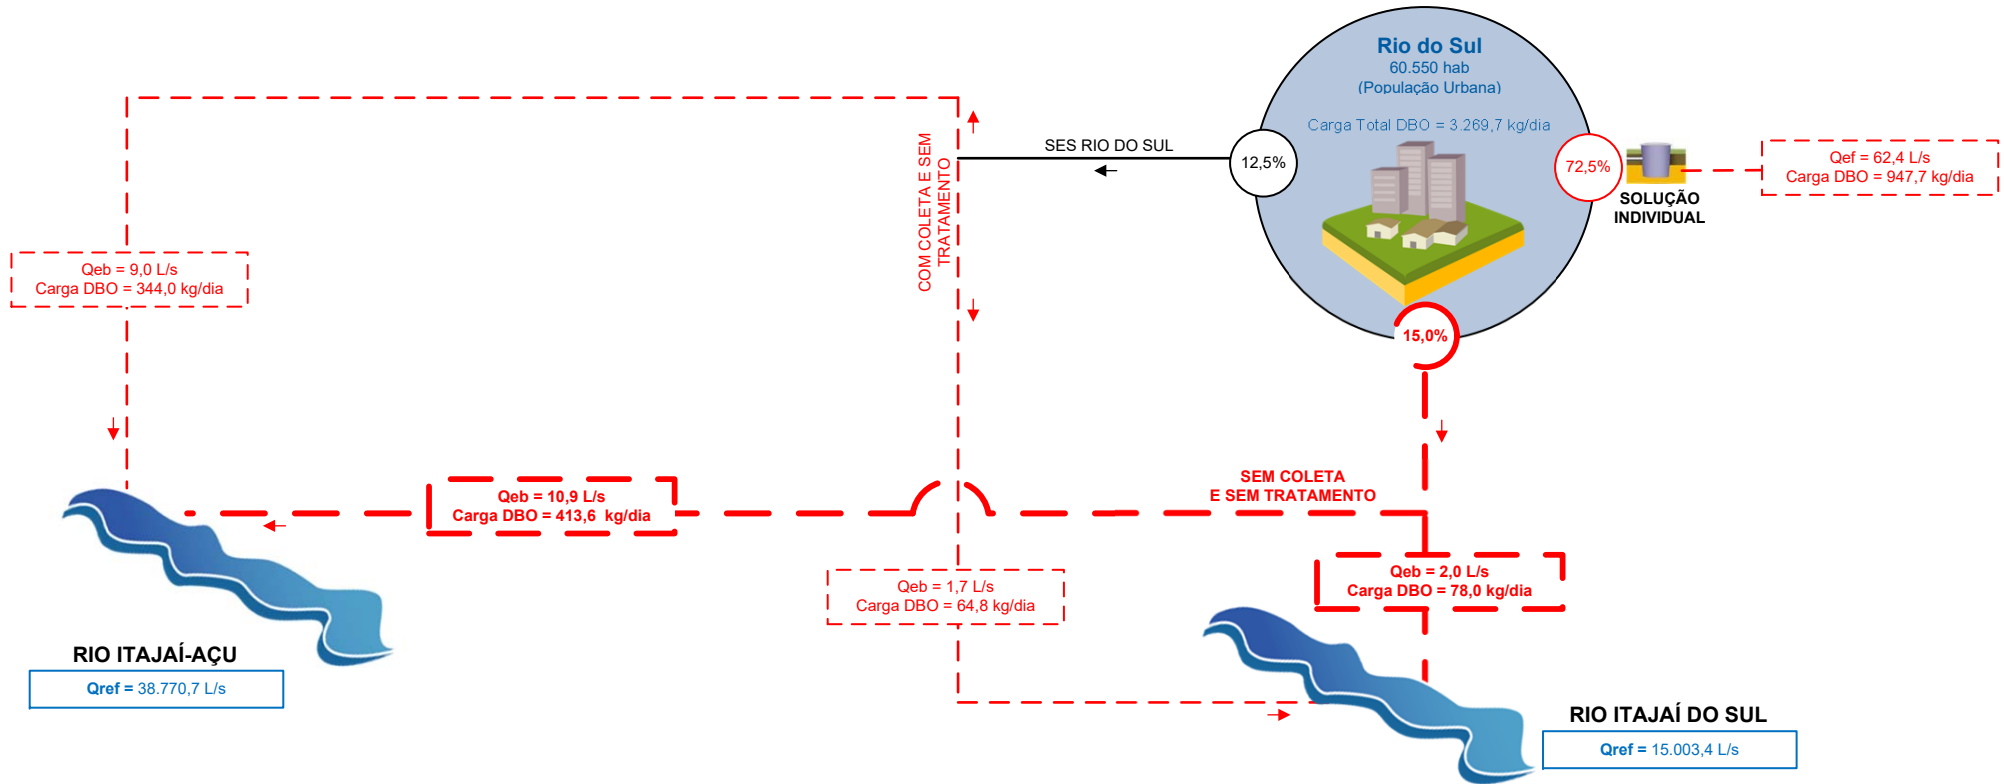 Rio do Sul
60.550 hab
(População Urbana)
Carga Total DBO = 3.269,7 kg/dia
SES RIO DO SUL
12,5%
72,5%
SOLUÇÃO
INDIVIDUAL
Qef = 62,4 L/s
Carga DBO = 947,7 kg/dia
COM COLETA E SEM
TRATAMENTO
Qeb = 9,0 L/s
Carga DBO = 344,0 kg/dia
15,0%
SEM COLETA
E SEM TRATAMENTO
Qeb = 10,9 L/s
Carga DBO = 413,6 kg/dia
Qeb = 1,7 L/s
Carga DBO = 64,8 kg/dia
Qeb = 2,0 L/s
Carga DBO = 78,0 kg/dia
RIO ITAJAÍ-AÇU
Qref = 38.770,7 L/s
RIO ITAJAÍ DO SUL
Qref = 15.003,4 L/s